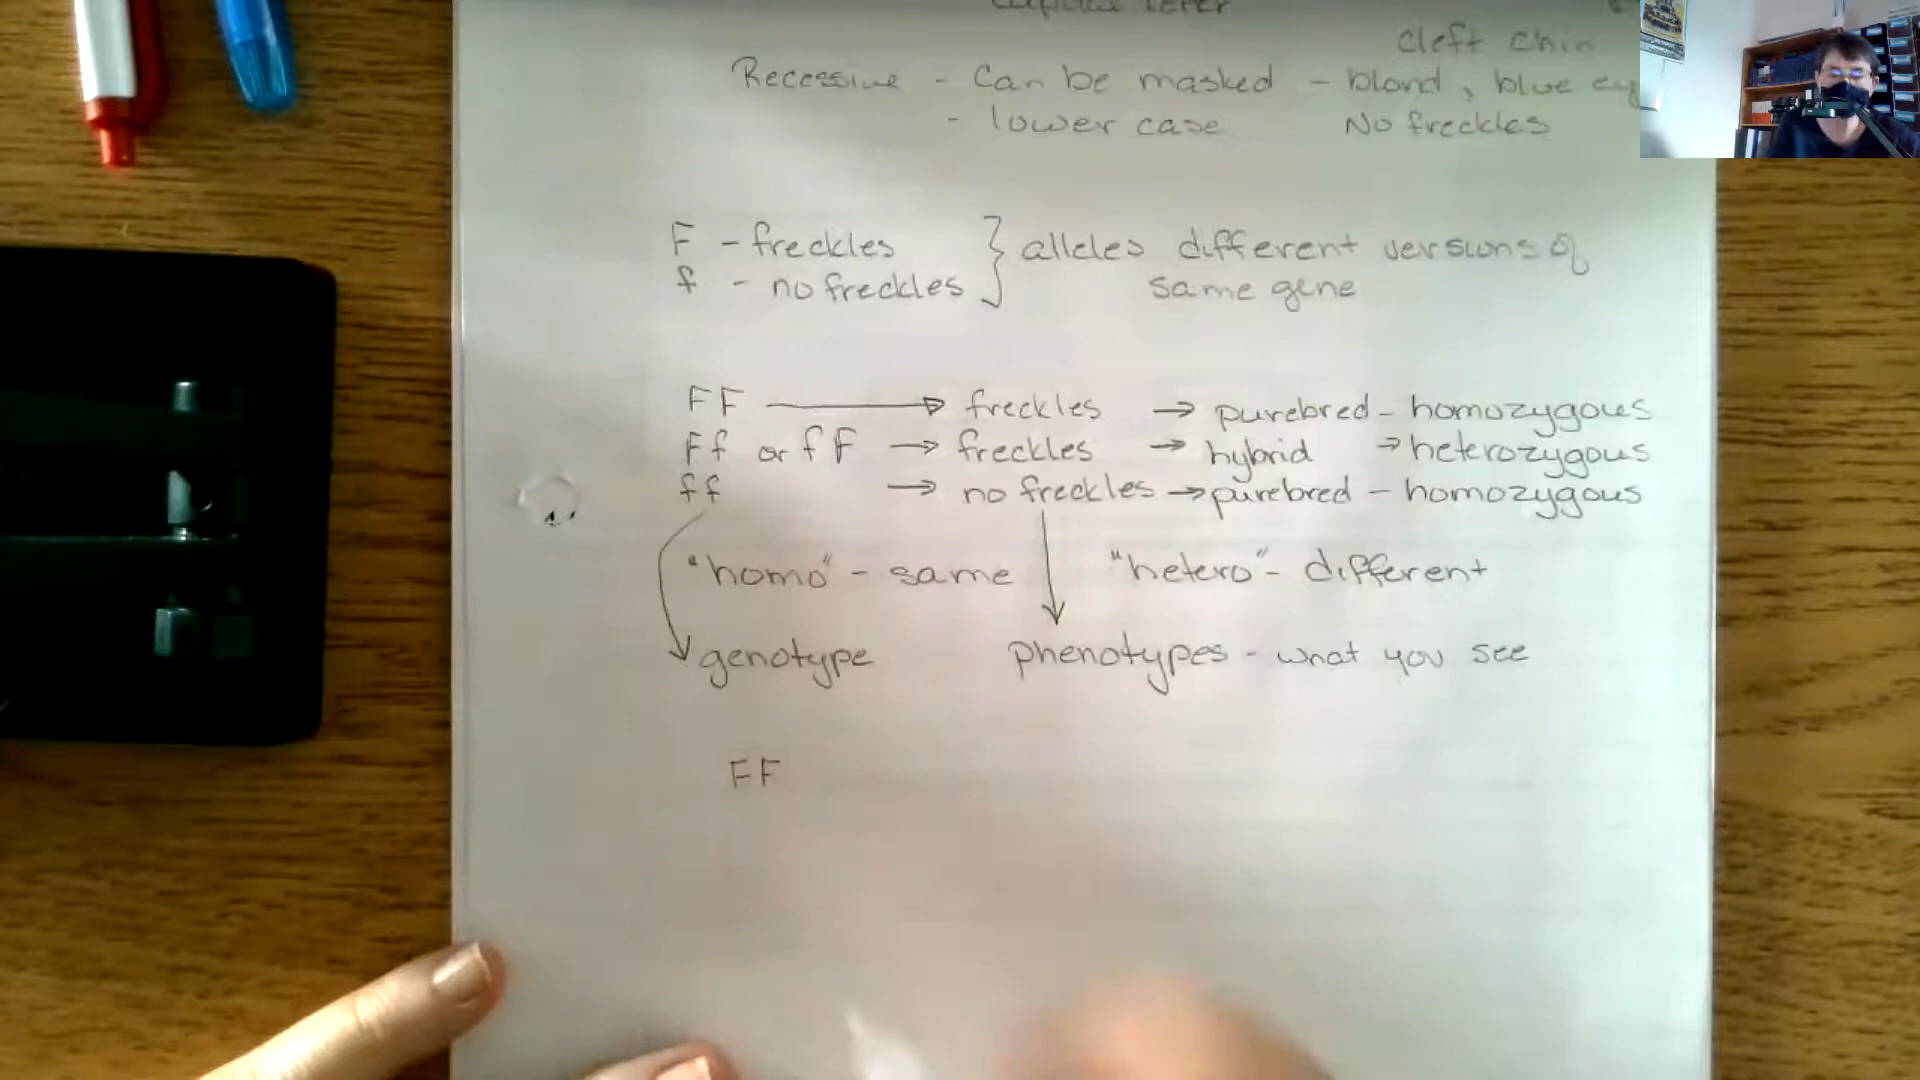 cleft chin
Recessive - Can be masked - blond, blue
- lower case No freckles
F - freckles } alleles different versions of
f - no freckles same gene
FF → freckles → purebred - homozygous
Ff or fF → freckles → hybrid → heterozygous
ff → no freckles → purebred - homozygous
"homo" - same "hetero" - different
genotype phenotypes - what you see
FF